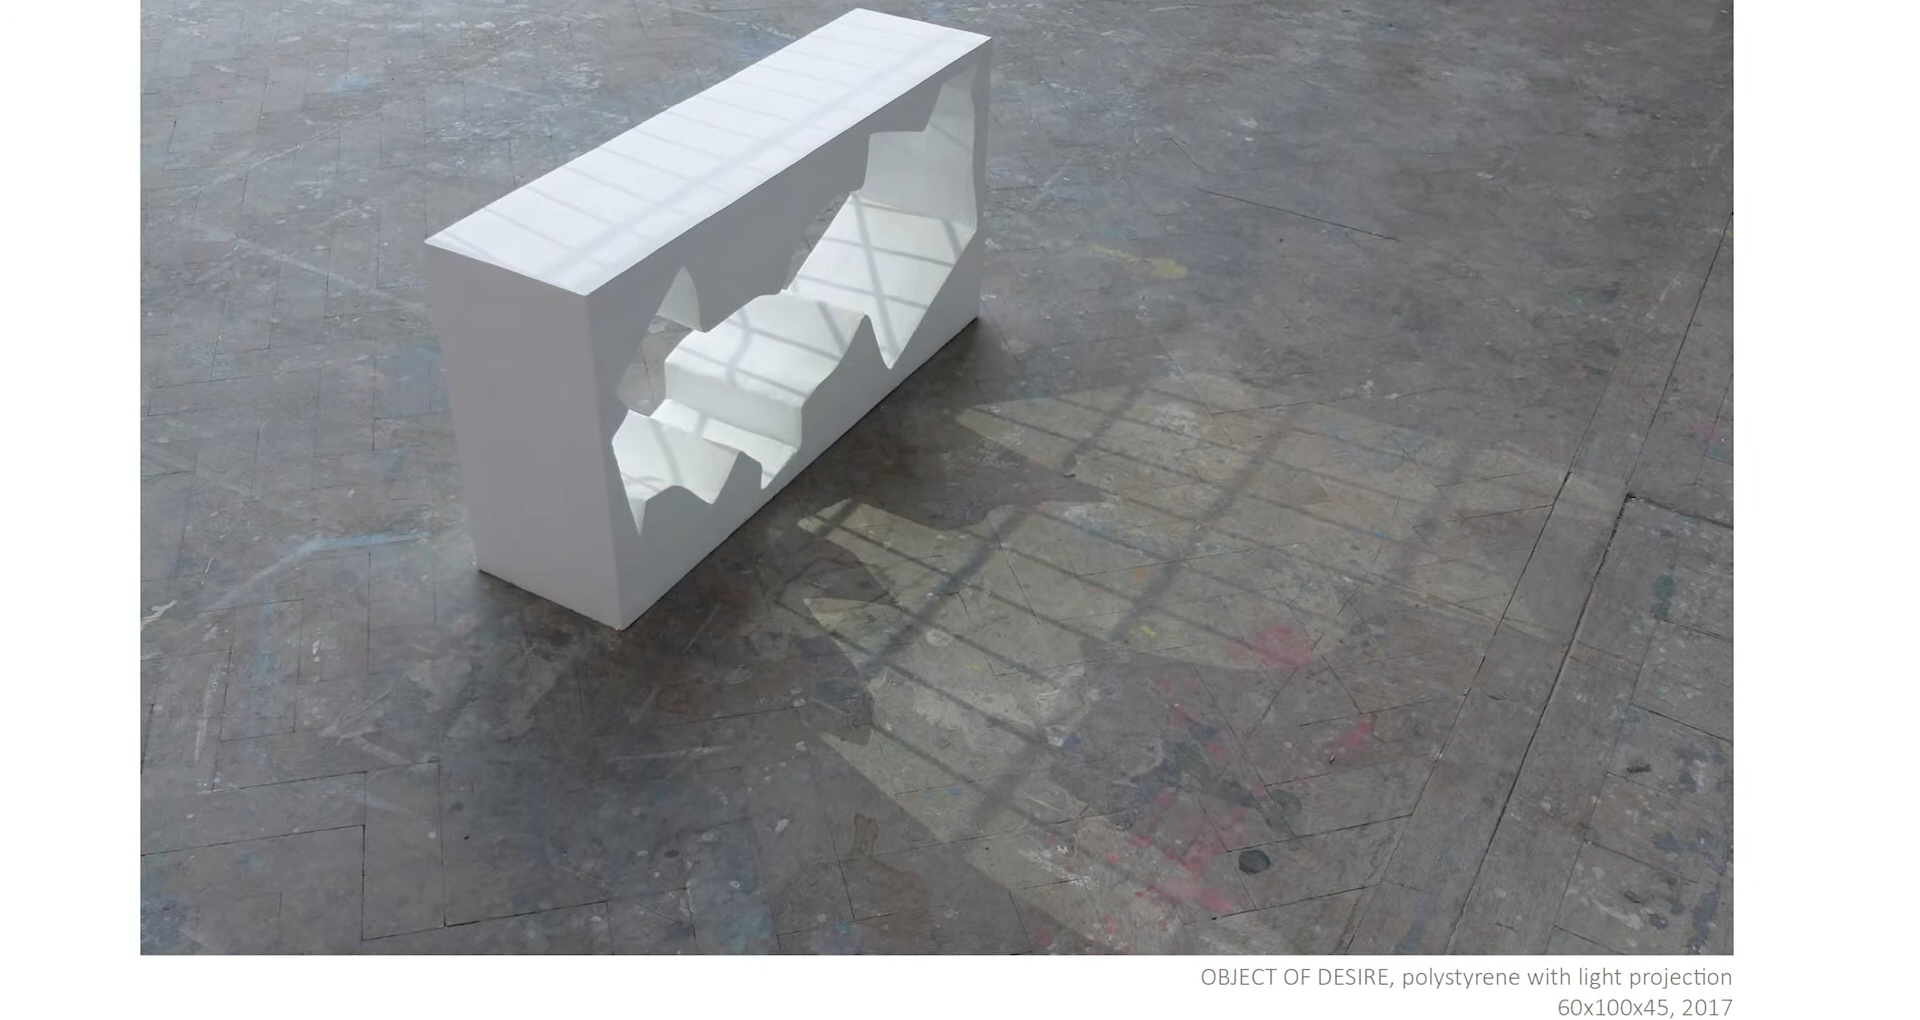 OBJECT OF DESIRE, polystyrene with light projection
60x100x45, 2017